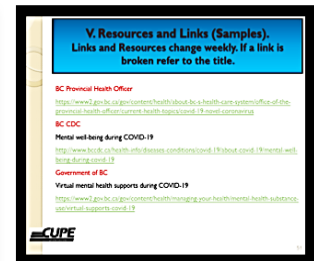 V. Resources and Links (Samples).
Links and Resources change weekly. If a link is
broken refer to the title.
BC Provincial Health Officer
https://www2.gov.bc.ca/gov/content/health/about-bc-s-health-care-system/office-of-the-
provincial-health-officer/current-health-topics/covid-19-novel-coronavirus
BC CDC
Mental well-being during COVID-19
http://www.bccdc.ca/health-info/diseases-conditions/covid-19/about-covid-19/mental-well-
being-during-covid-19
Government of BC
Virtual mental health supports during COVID-19
https://www2.gov.bc.ca/gov/content/health/managing-your-health/mental-health-substance-
use/virtual-supports-covid-19
CUPE